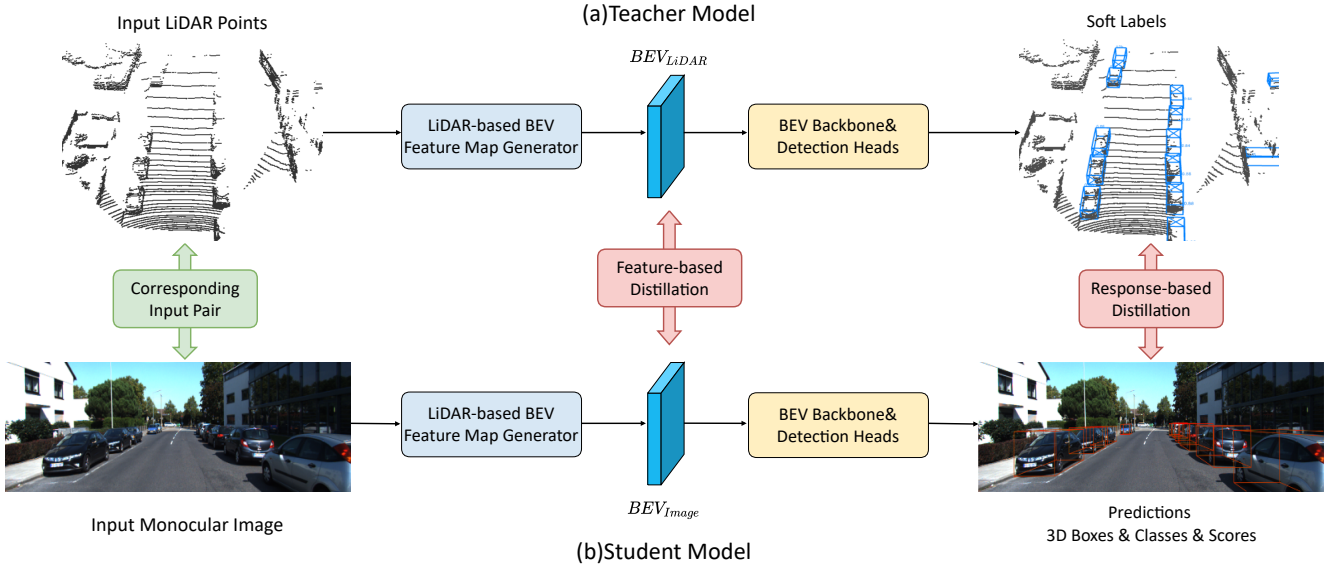 (a)Teacher Model
Input LiDAR Points
Soft Labels
BEV_LiDAR
LiDAR-based BEV
Feature Map Generator
BEV Backbone&
Detection Heads
Corresponding
Input Pair
Feature-based
Distillation
Response-based
Distillation
LiDAR-based BEV
Feature Map Generator
BEV Backbone&
Detection Heads
BEV_Image
Input Monocular Image
Predictions
3D Boxes & Classes & Scores
(b)Student Model